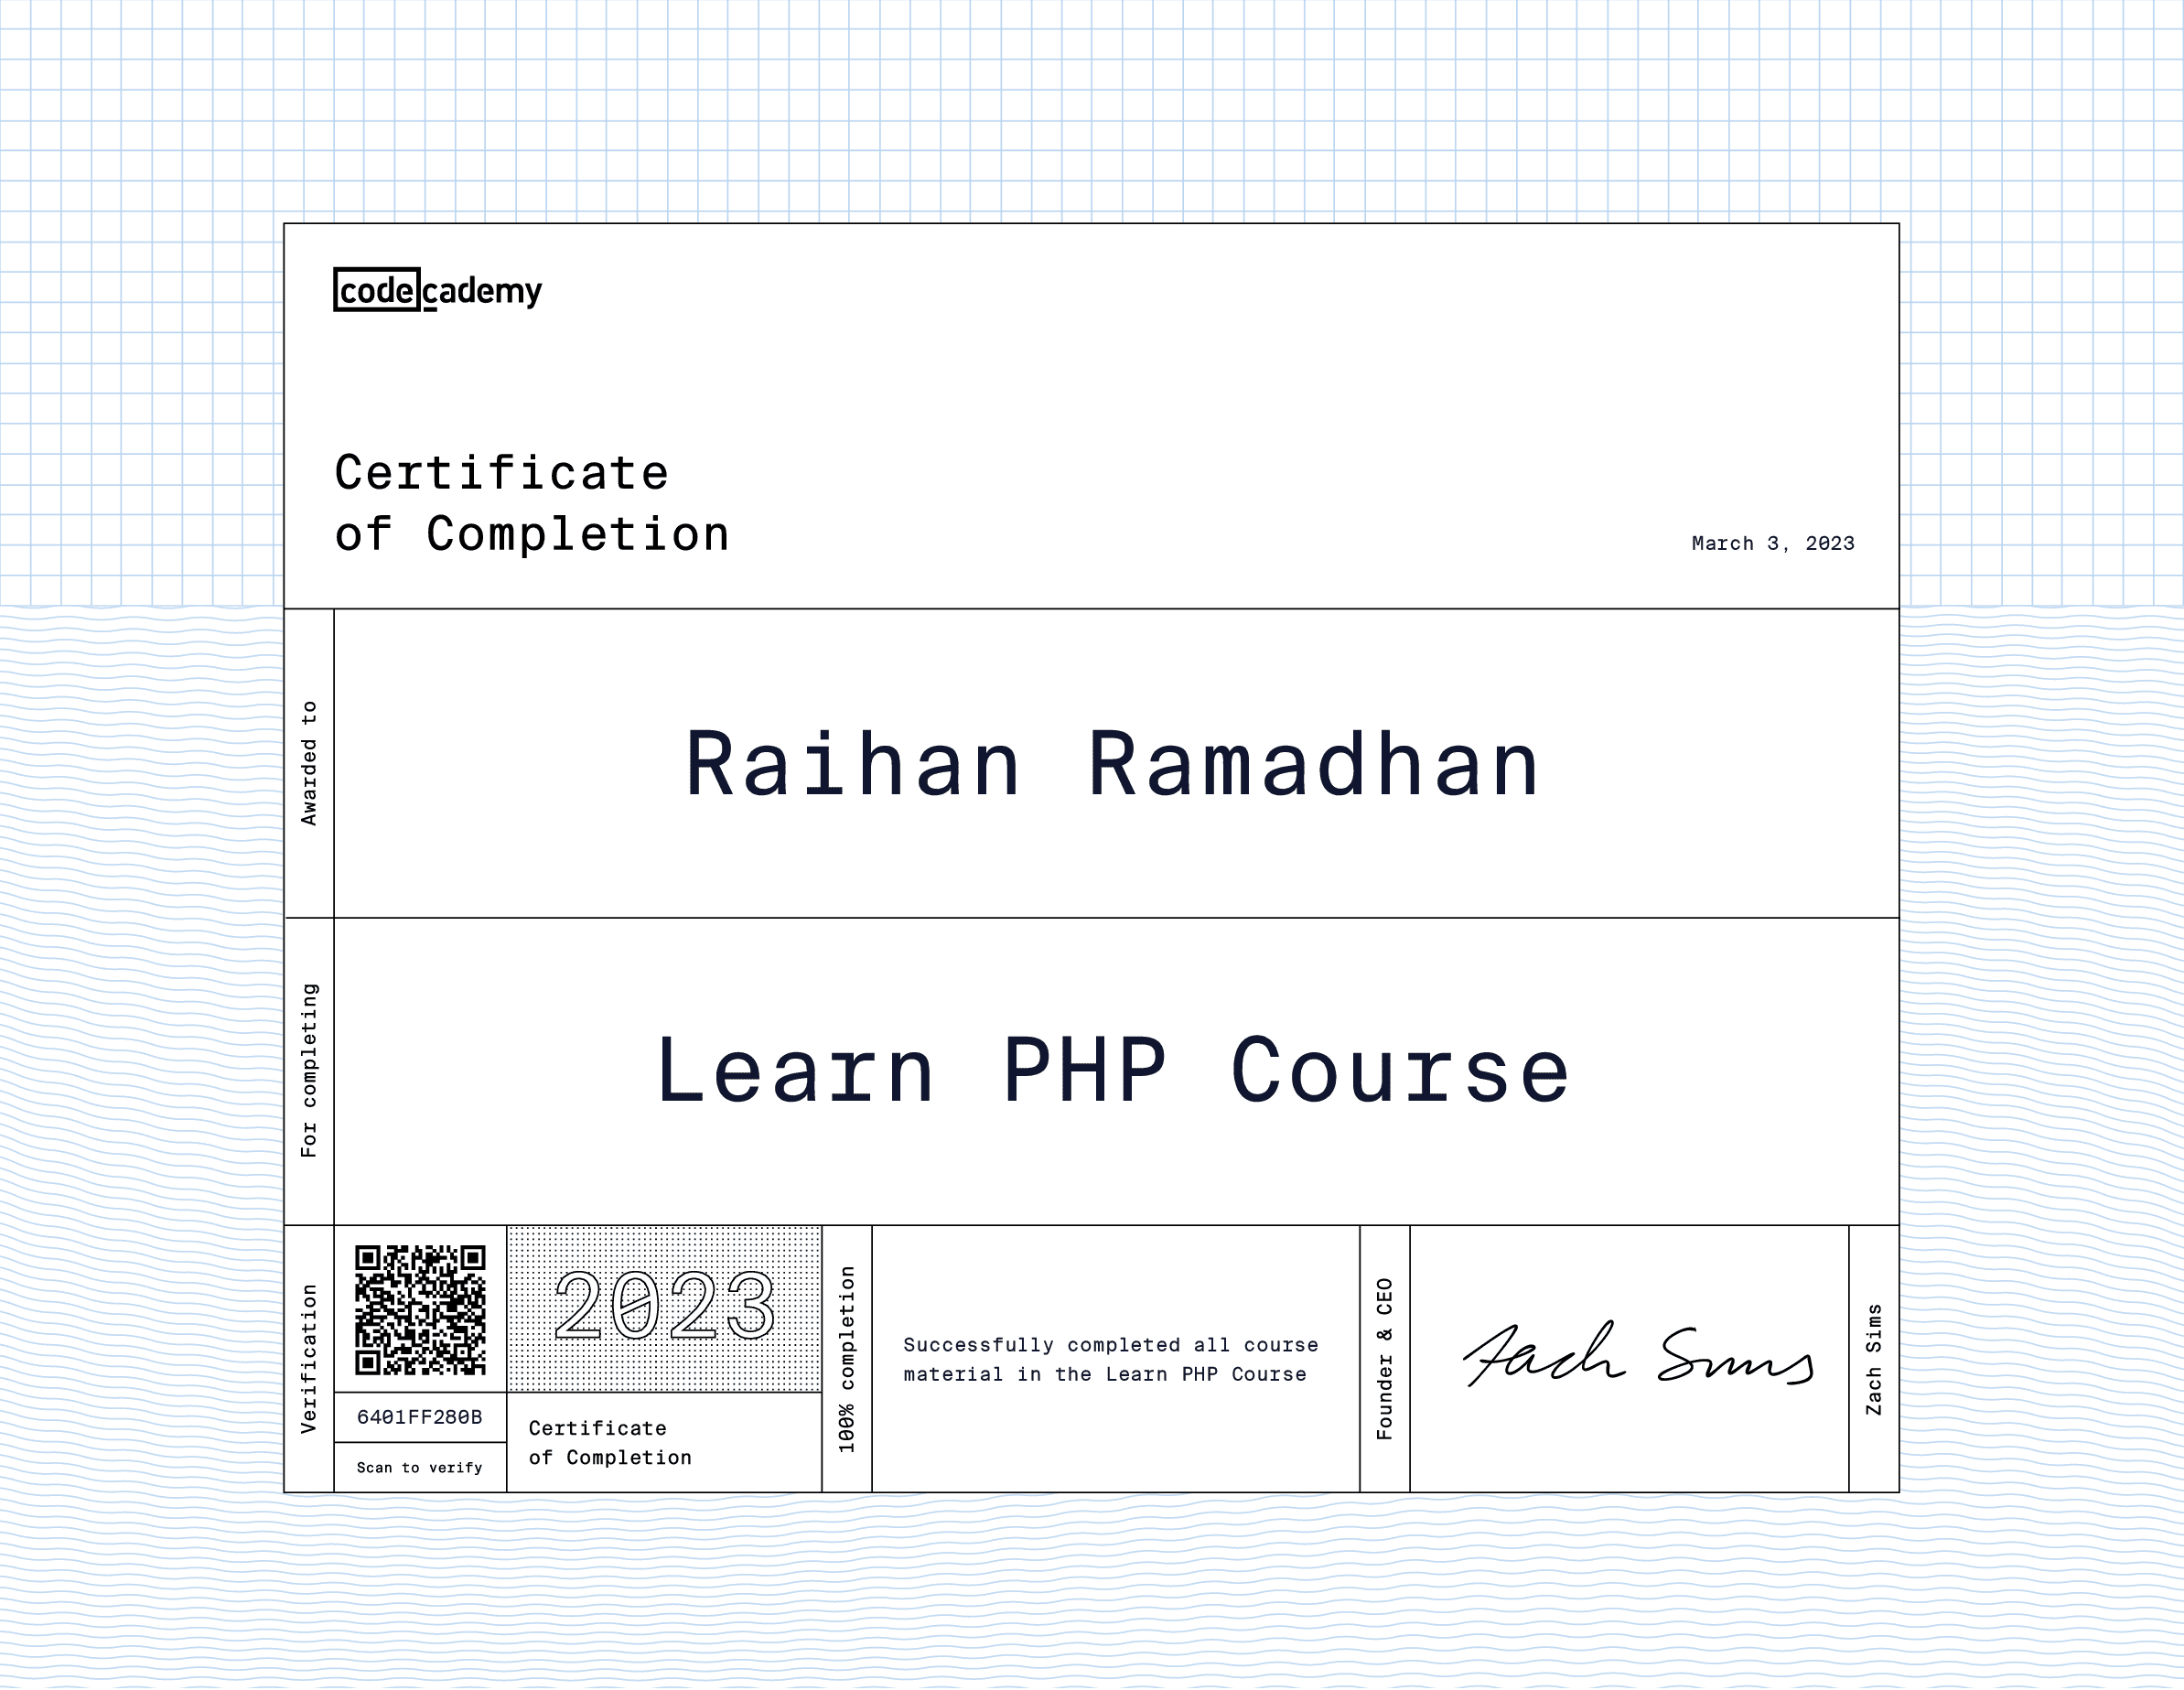 codecademy
Certificate
of Completion
March 3, 2023
Awarded to
Raihan Ramadhan
For completing
Learn PHP Course
Verification
6401FF280B
Scan to verify
2023
Certificate
of Completion
100% completion
Successfully completed all course
material in the Learn PHP Course
Founder & CEO
Zach Sims
Zach Sims